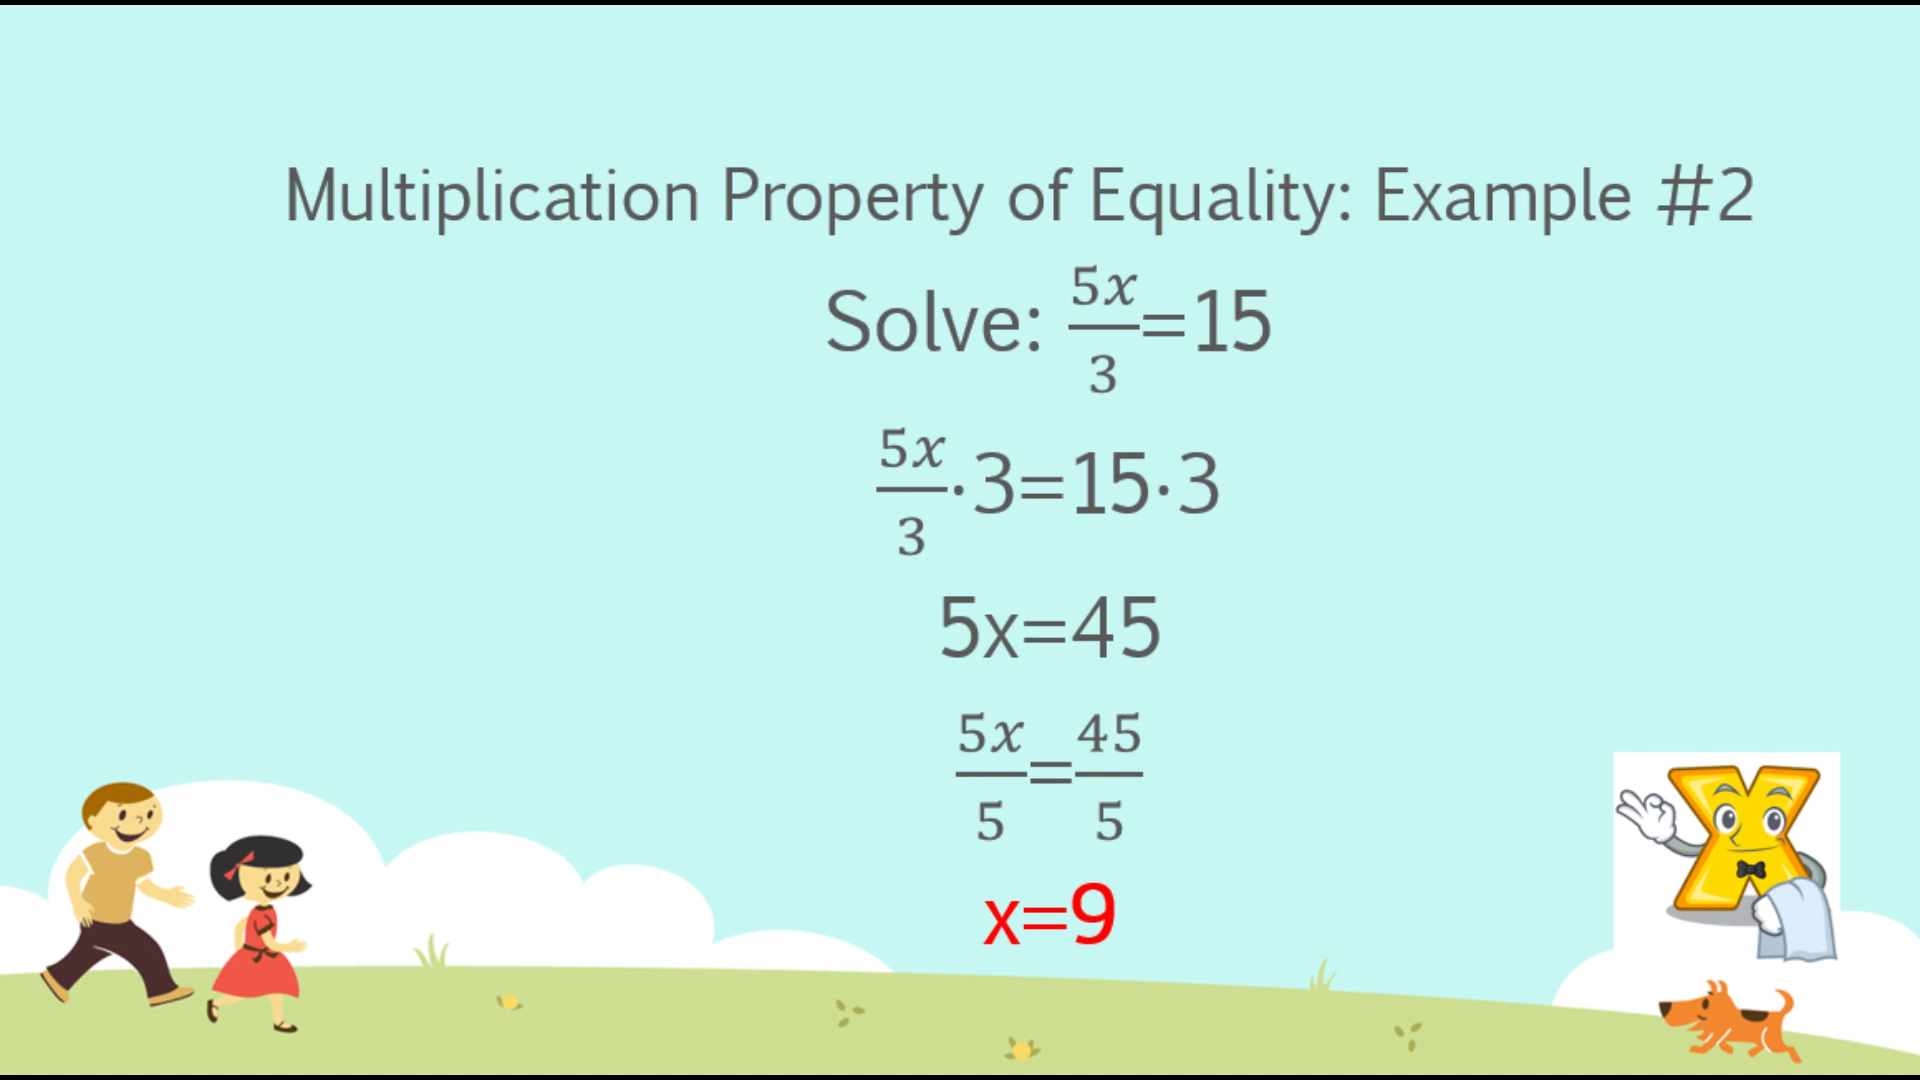 Multiplication Property of Equality: Example #2
Solve: 5x/3=15
5x/3·3=15·3
5x=45
5x/5=45/5
x=9